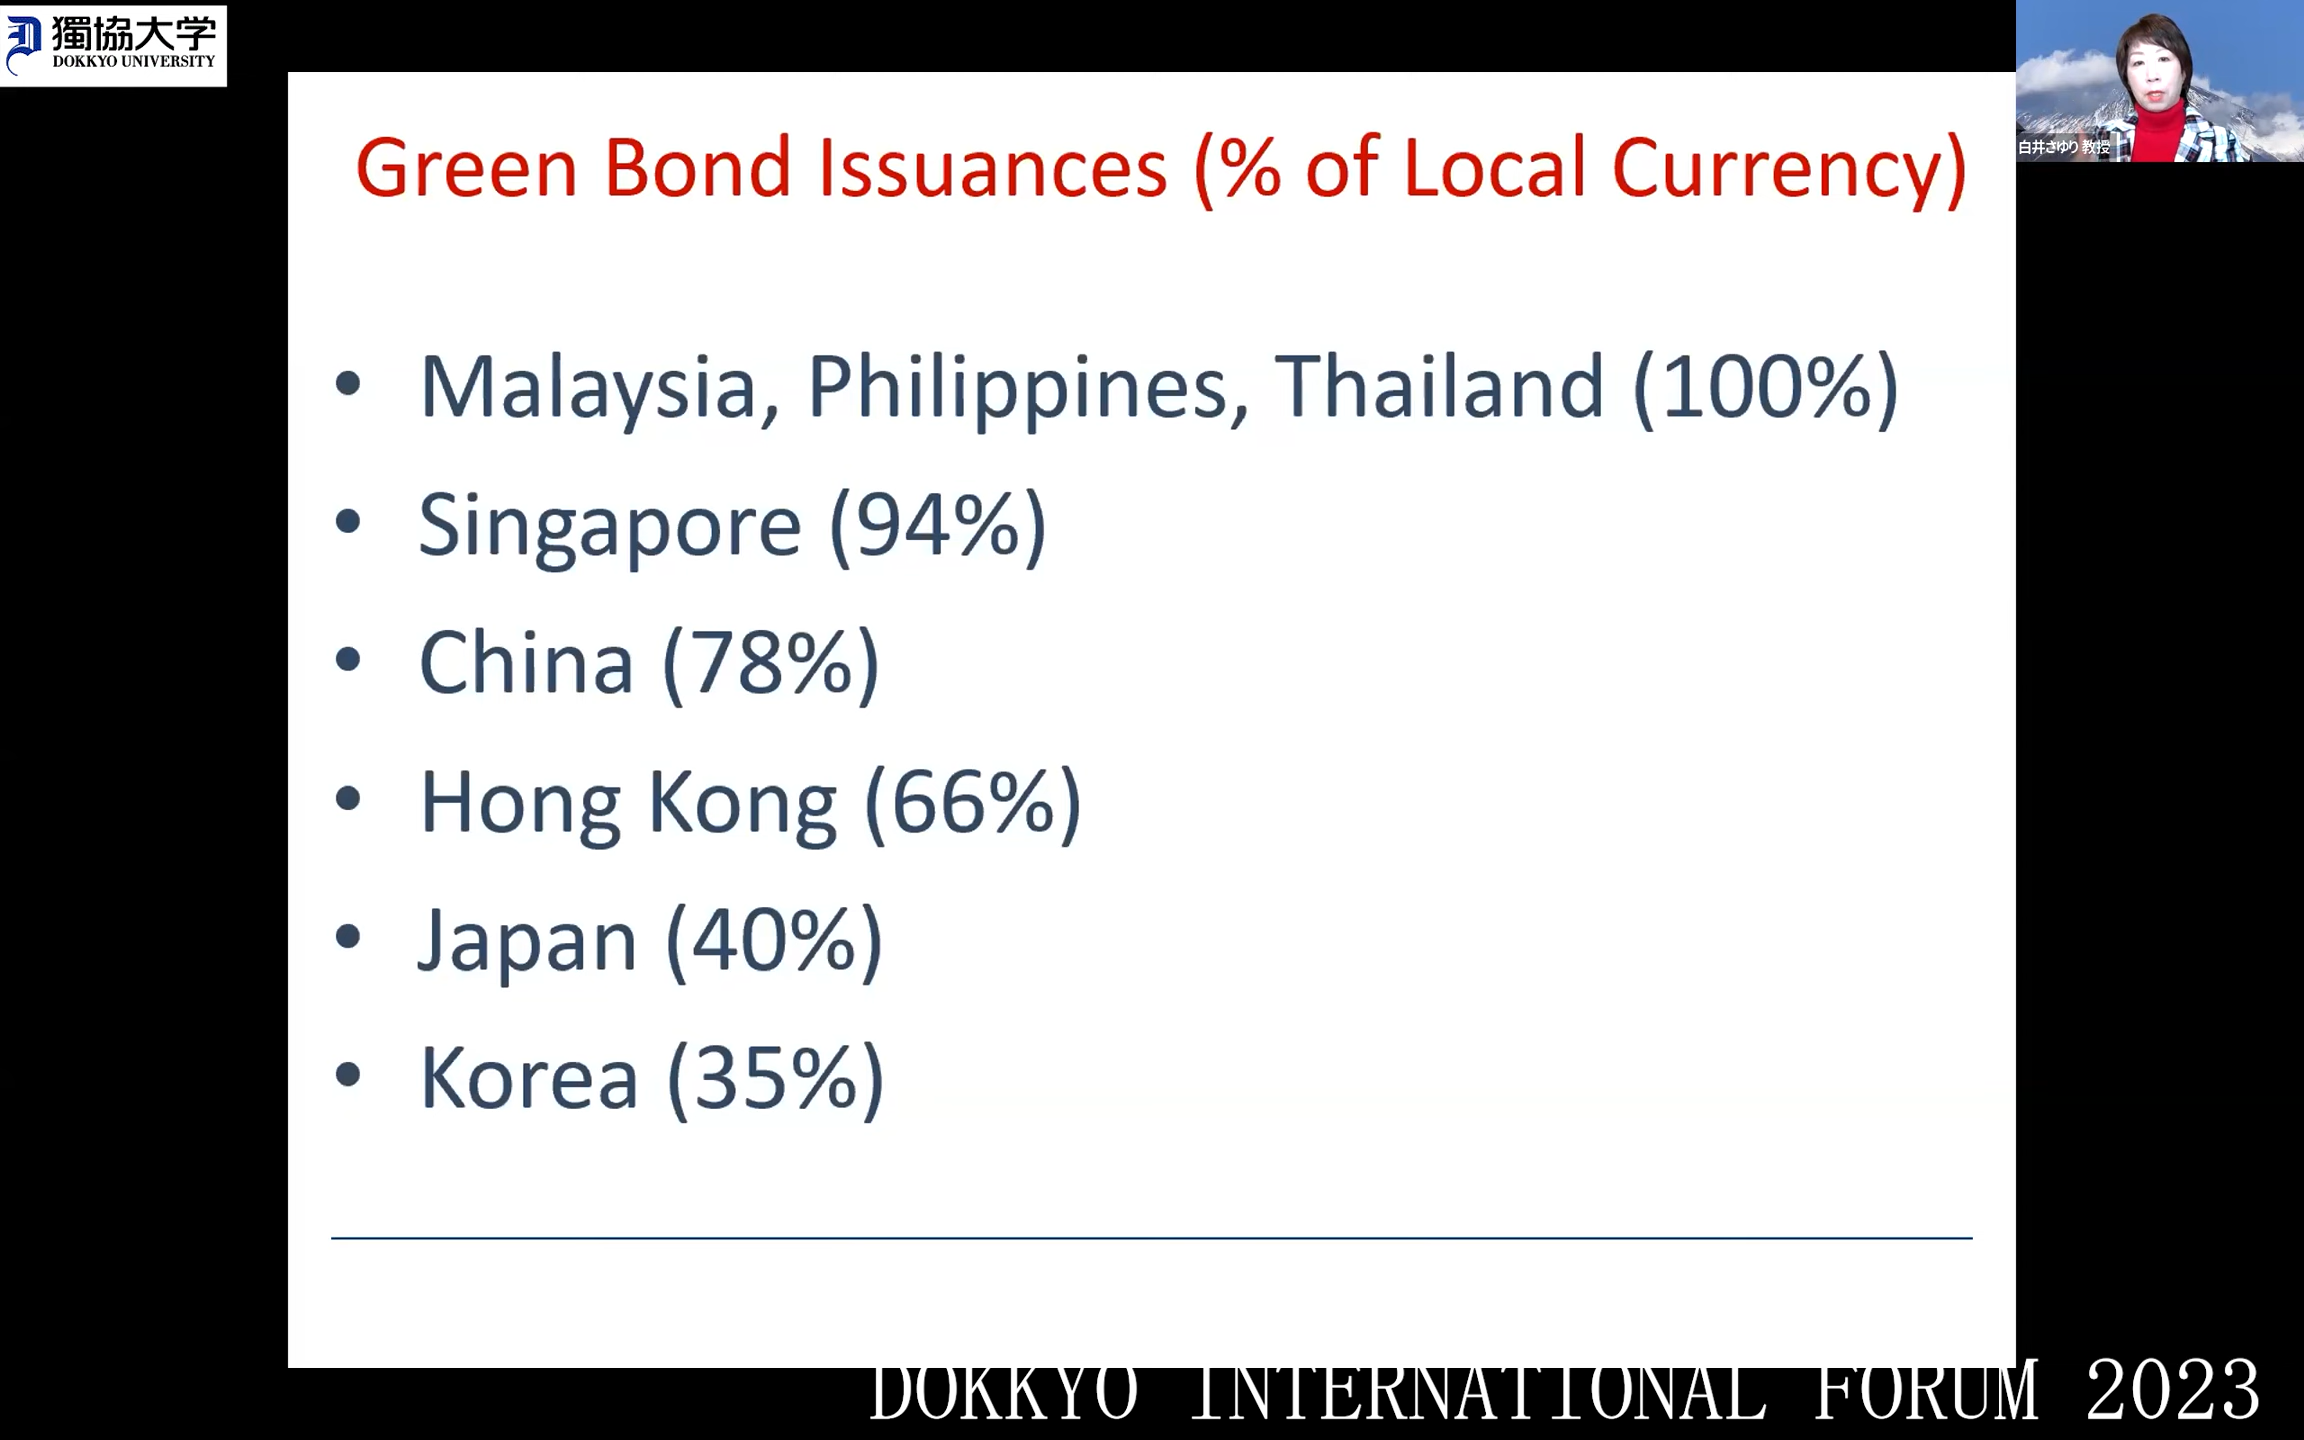 獨協大学
DOKKYO UNIVERSITY
白井さゆり 教授
Green Bond Issuances (% of Local Currency)
• Malaysia, Philippines, Thailand (100%)
• Singapore (94%)
• China (78%)
• Hong Kong (66%)
• Japan (40%)
• Korea (35%)
DOKKYO INTERNATIONAL FORUM 2023